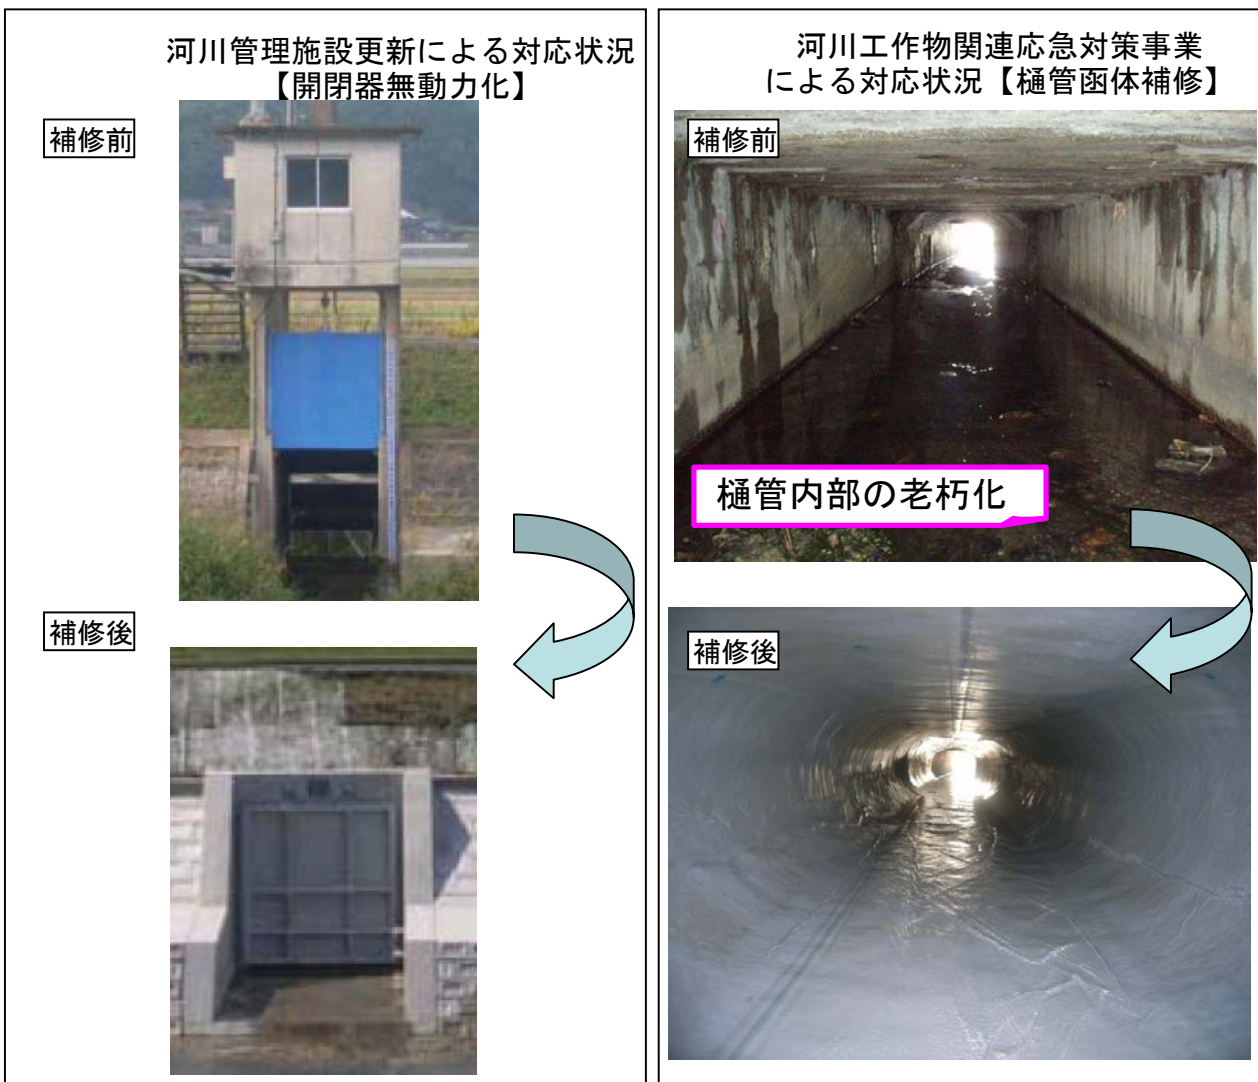 河川管理施設更新による対応状況
【開閉器無動力化】
補修前
補修後
河川工作物関連応急対策事業
による対応状況【樋管函体補修】
補修前
樋管内部の老朽化
補修後